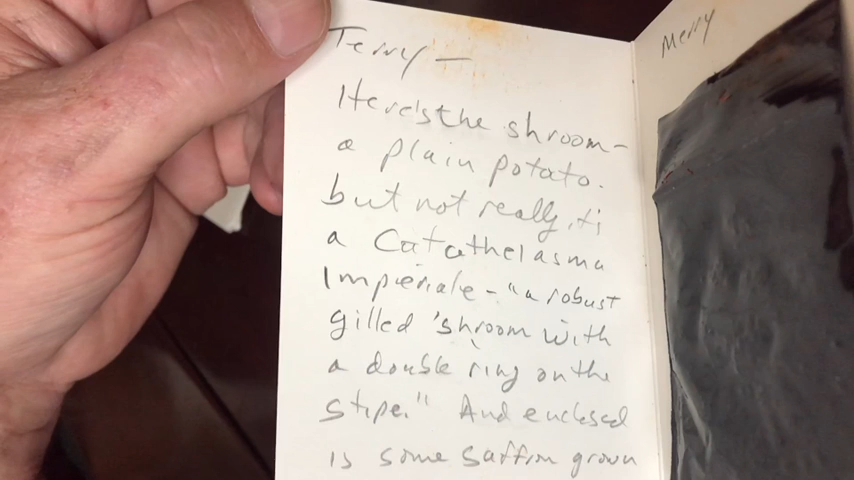 Terry —
Here's the shroom –
a plain potato.
but not really, it's
a Catathelasma
Imperiale – "a robust
gilled 'shroom with
a double ring on the
stipe." And enclosed
is some saffron grown
Merry